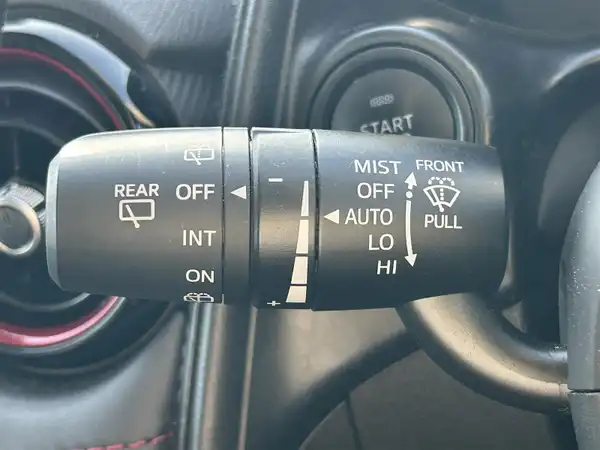 START
REAR
OFF
INT
ON
−
+
MIST
OFF
AUTO
LO
HI
FRONT
PULL